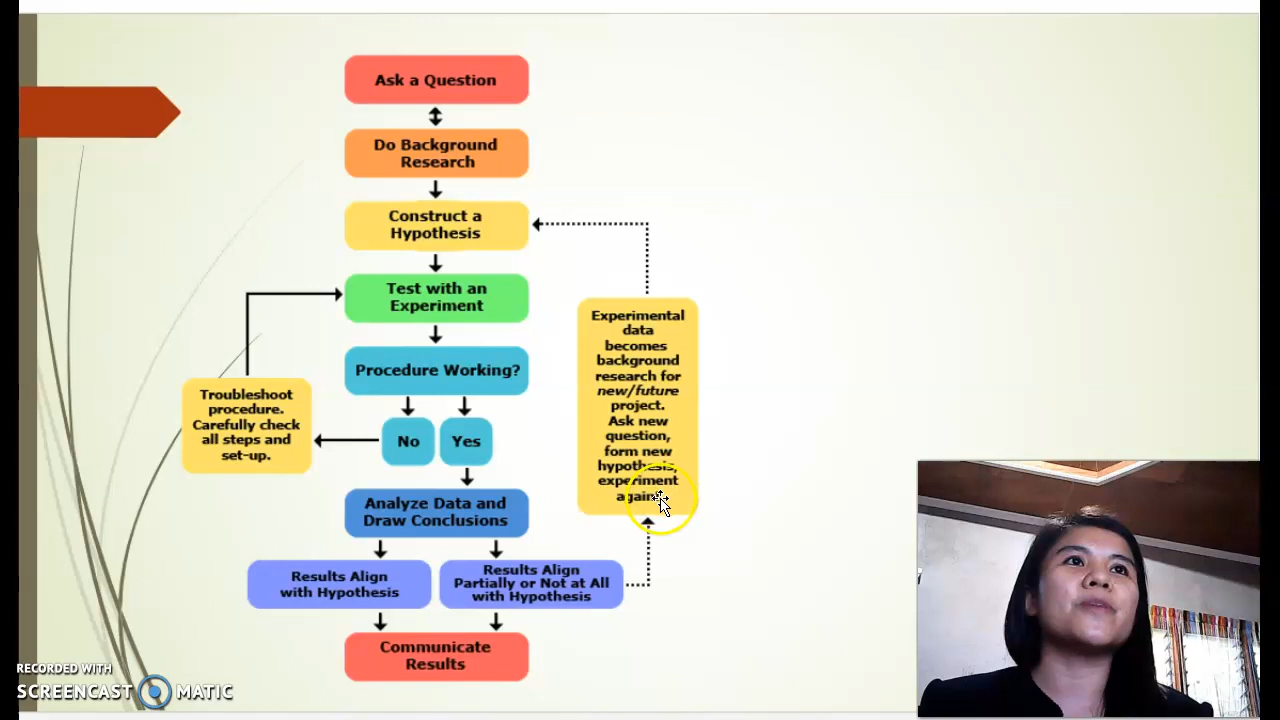 Ask a Question
Do Background
Research
Construct a
Hypothesis
Test with an
Experiment
Procedure Working?
No
Yes
Troubleshoot
procedure.
Carefully check
all steps and
set-up.
Experimental
data
becomes
background
research for
new/future
project.
Ask new
question,
form new
hypothesis,
experiment
again!
Analyze Data and
Draw Conclusions
Results Align
with Hypothesis
Results Align
Partially or Not at All
with Hypothesis
Communicate
Results
RECORDED WITH
SCREENCAST MATIC